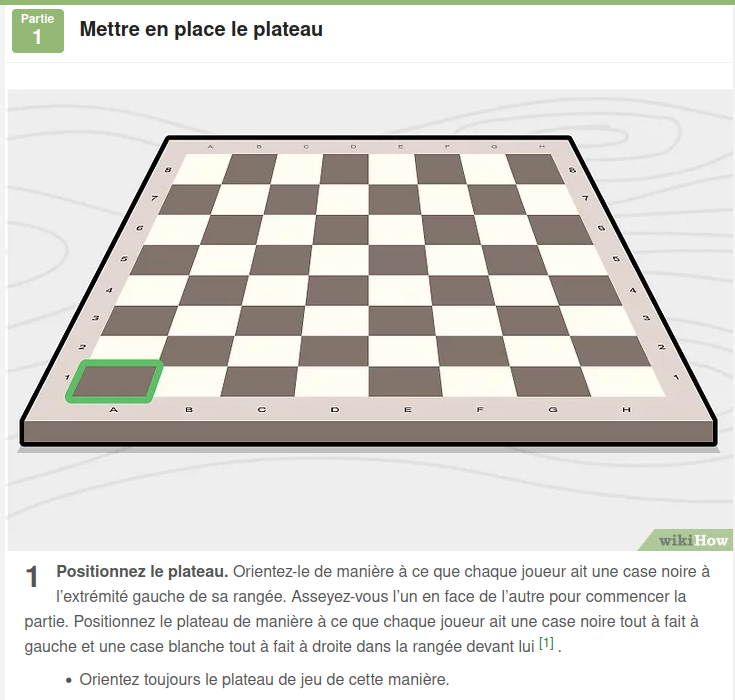 Partie
1
Mettre en place le plateau
A B C D E F G H
8 8
7 7
6 6
5 5
4 4
3 3
2 2
1 1
A B C D E F G H
wikiHow
1 Positionnez le plateau. Orientez-le de manière à ce que chaque joueur ait une case noire à
l’extrémité gauche de sa rangée. Asseyez-vous l’un en face de l’autre pour commencer la
partie. Positionnez le plateau de manière à ce que chaque joueur ait une case noire tout à fait à
gauche et une case blanche tout à fait à droite dans la rangée devant lui [1] .
• Orientez toujours le plateau de jeu de cette manière.